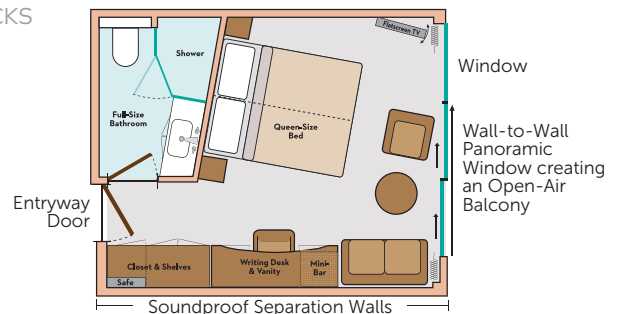 CKS
Shower
Flatscreen TV
Window
Full-Size
Bathroom
Queen-Size
Bed
Wall-to-Wall
Panoramic
Window creating
an Open-Air
Balcony
Entryway
Door
Closet & Shelves
Safe
Writing Desk
& Vanity
Mini-
Bar
Soundproof Separation Walls